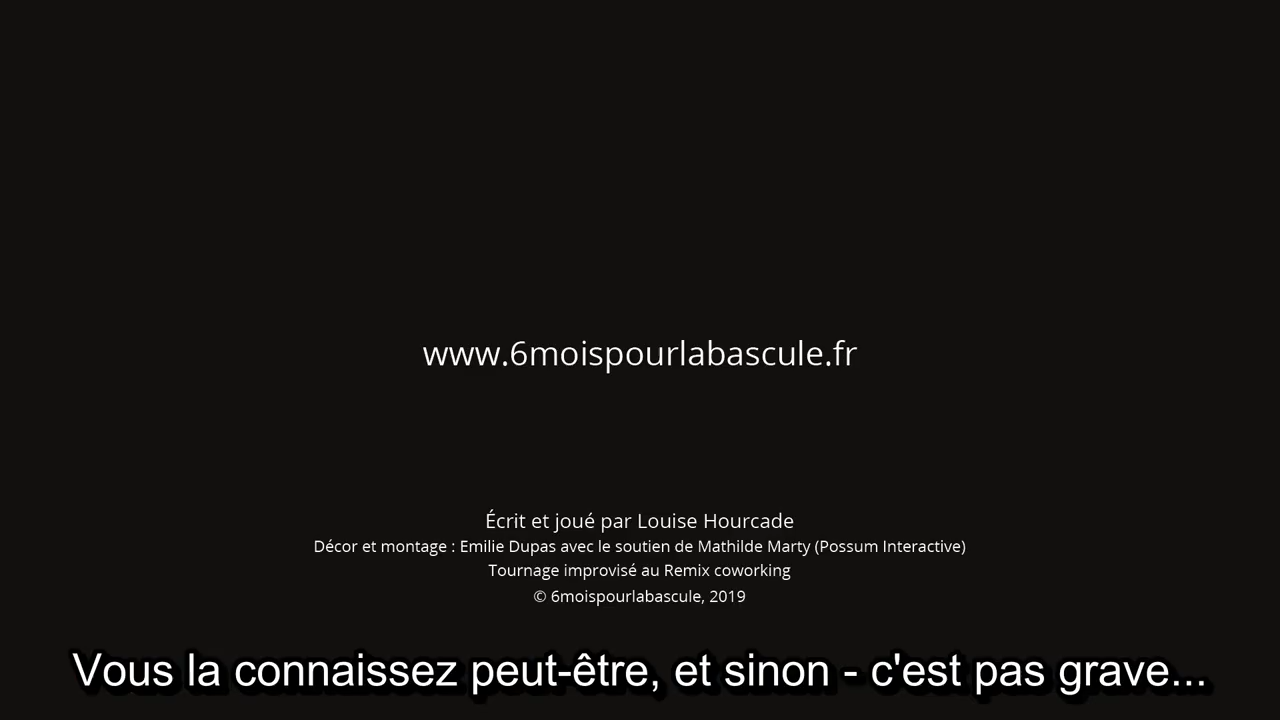 www.6moispourlabascule.fr
Écrit et joué par Louise Hourcade
Décor et montage : Emilie Dupas avec le soutien de Mathilde Marty (Possum Interactive)
Tournage improvisé au Remix coworking
© 6moispourlabascule, 2019
Vous la connaissez peut-être, et sinon - c'est pas grave...